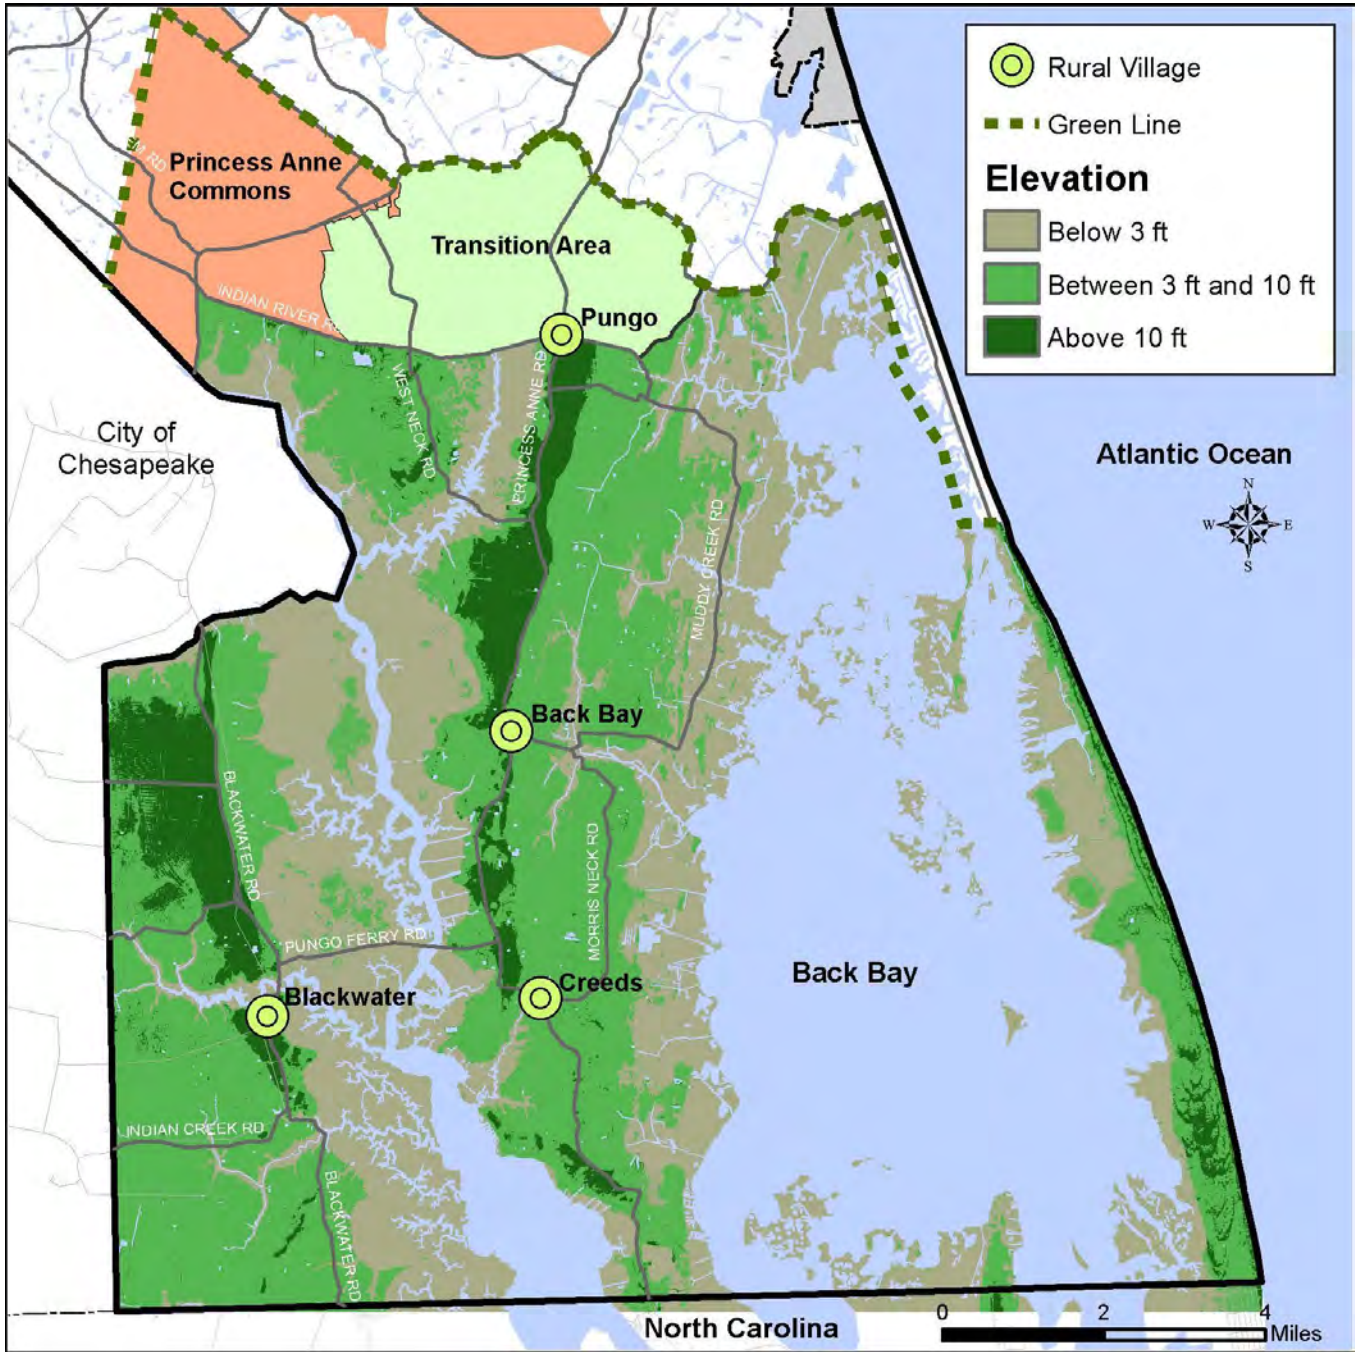 Rural Village
Green Line
Elevation
Below 3 ft
Between 3 ft and 10 ft
Above 10 ft
Princess Anne
Commons
Transition Area
INDIAN RIVER
Pungo
City of
Chesapeake
WEST NECK RD
PRINCESS ANNE RD
MUDDY CREEK RD
Atlantic Ocean
N
W
E
S
Back Bay
BLACKWATER RD
MORRIS NECK RD
PUNGO FERRY RD
Creeds
Back Bay
Blackwater
INDIAN CREEK RD
BLACKWATER RD
North Carolina
0
2
4
Miles